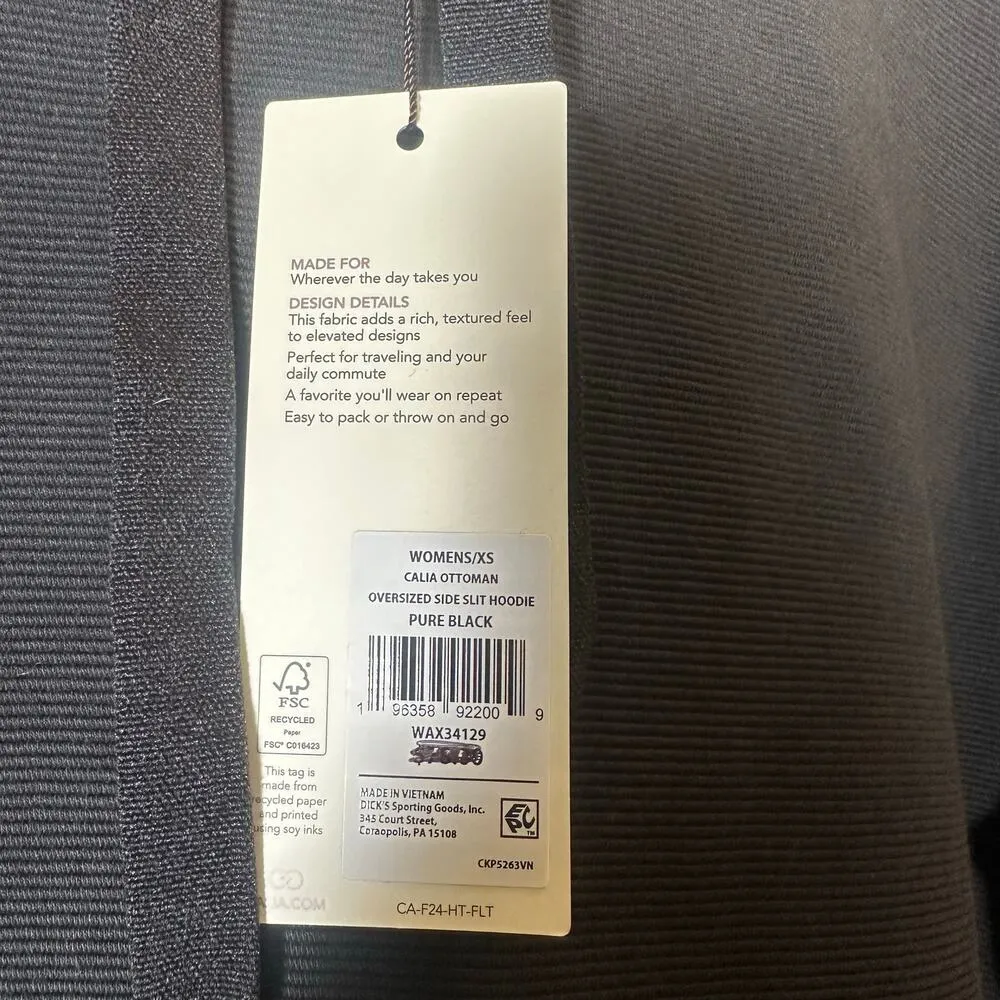 MADE FOR
Wherever the day takes you
DESIGN DETAILS
This fabric adds a rich, textured feel
to elevated designs
Perfect for traveling and your
daily commute
A favorite you'll wear on repeat
Easy to pack or throw on and go
WOMENS/XS
CALIA OTTOMAN
OVERSIZED SIDE SLIT HOODIE
PURE BLACK
1 96358 92200 9
WAX34129
MADE IN VIETNAM
DICK'S Sporting Goods, Inc.
345 Court Street,
Coraopolis, PA 15108
EPC TM
CKP5263VN
FSC
RECYCLED
Paper
FSC® C016423
This tag is
made from
recycled paper
and printed
using soy inks
CA-F24-HT-FLT